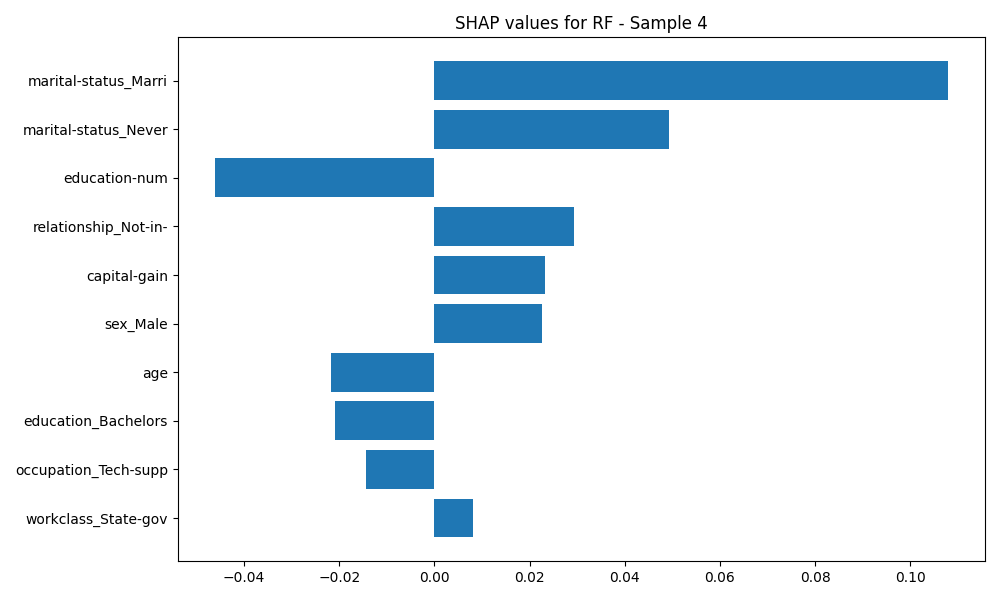 SHAP values for RF - Sample 4
marital-status_Marri
marital-status_Never
education-num
relationship_Not-in-
capital-gain
sex_Male
age
education_Bachelors
occupation_Tech-supp
workclass_State-gov
−0.04 −0.02 0.00 0.02 0.04 0.06 0.08 0.10